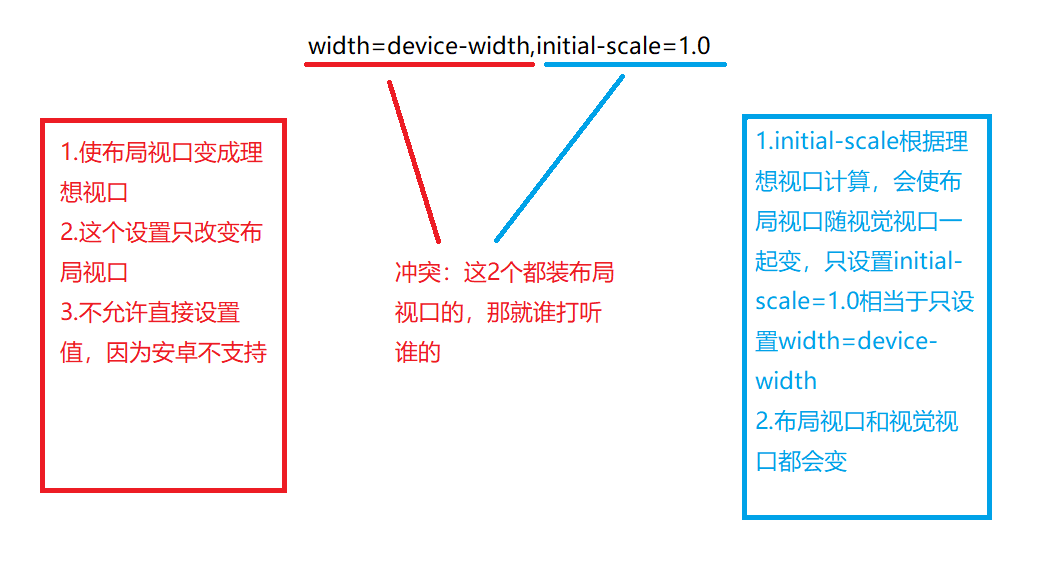 width=device-width,initial-scale=1.0
1.使布局视口变成理
想视口
2.这个设置只改变布
局视口
3.不允许直接设置
值，因为安卓不支持
冲突：这2个都装布局
视口的，那就谁打听
谁的
1.initial-scale根据理
想视口计算，会使布
局视口随视觉视口一
起变，只设置initial-
scale=1.0相当于只设
置width=device-
width
2.布局视口和视觉视
口都会变